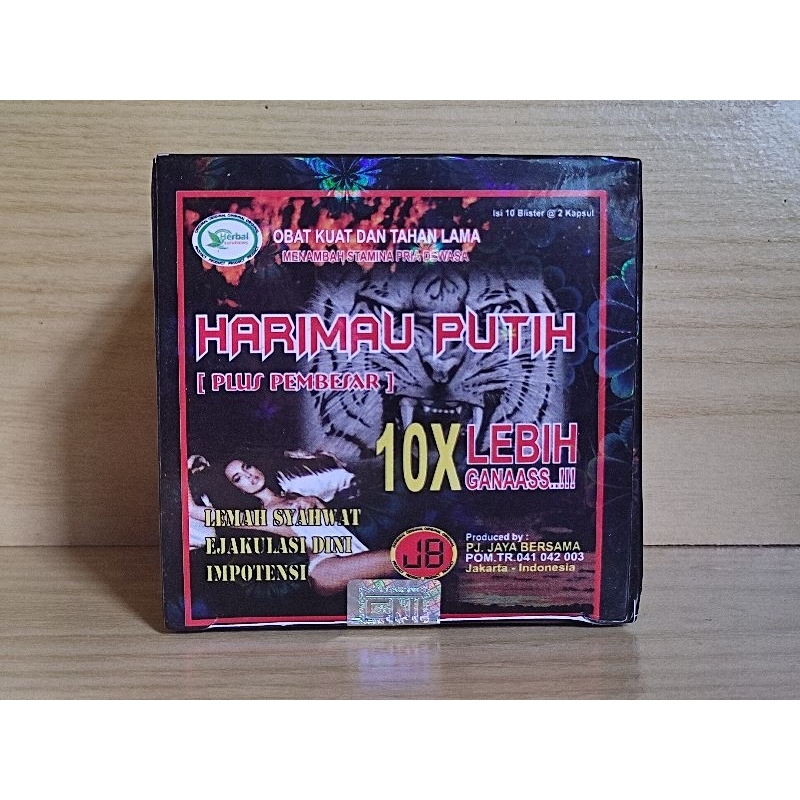 Isi 10 Blister @ 2 Kapsul
Herbal
OBAT KUAT DAN TAHAN LAMA
MENAMBAH STAMINA PRIA DEWASA
HARIMAU PUTIH
[ PLUS PEMBESAR ]
10X LEBIH
GANAASS..!!!
LEMAH SYAHWAT
EJAKULASI DINI
IMPOTENSI
JB
Produced by :
PJ. JAYA BERSAMA
POM.TR.041 042 003
Jakarta - Indonesia
CNI